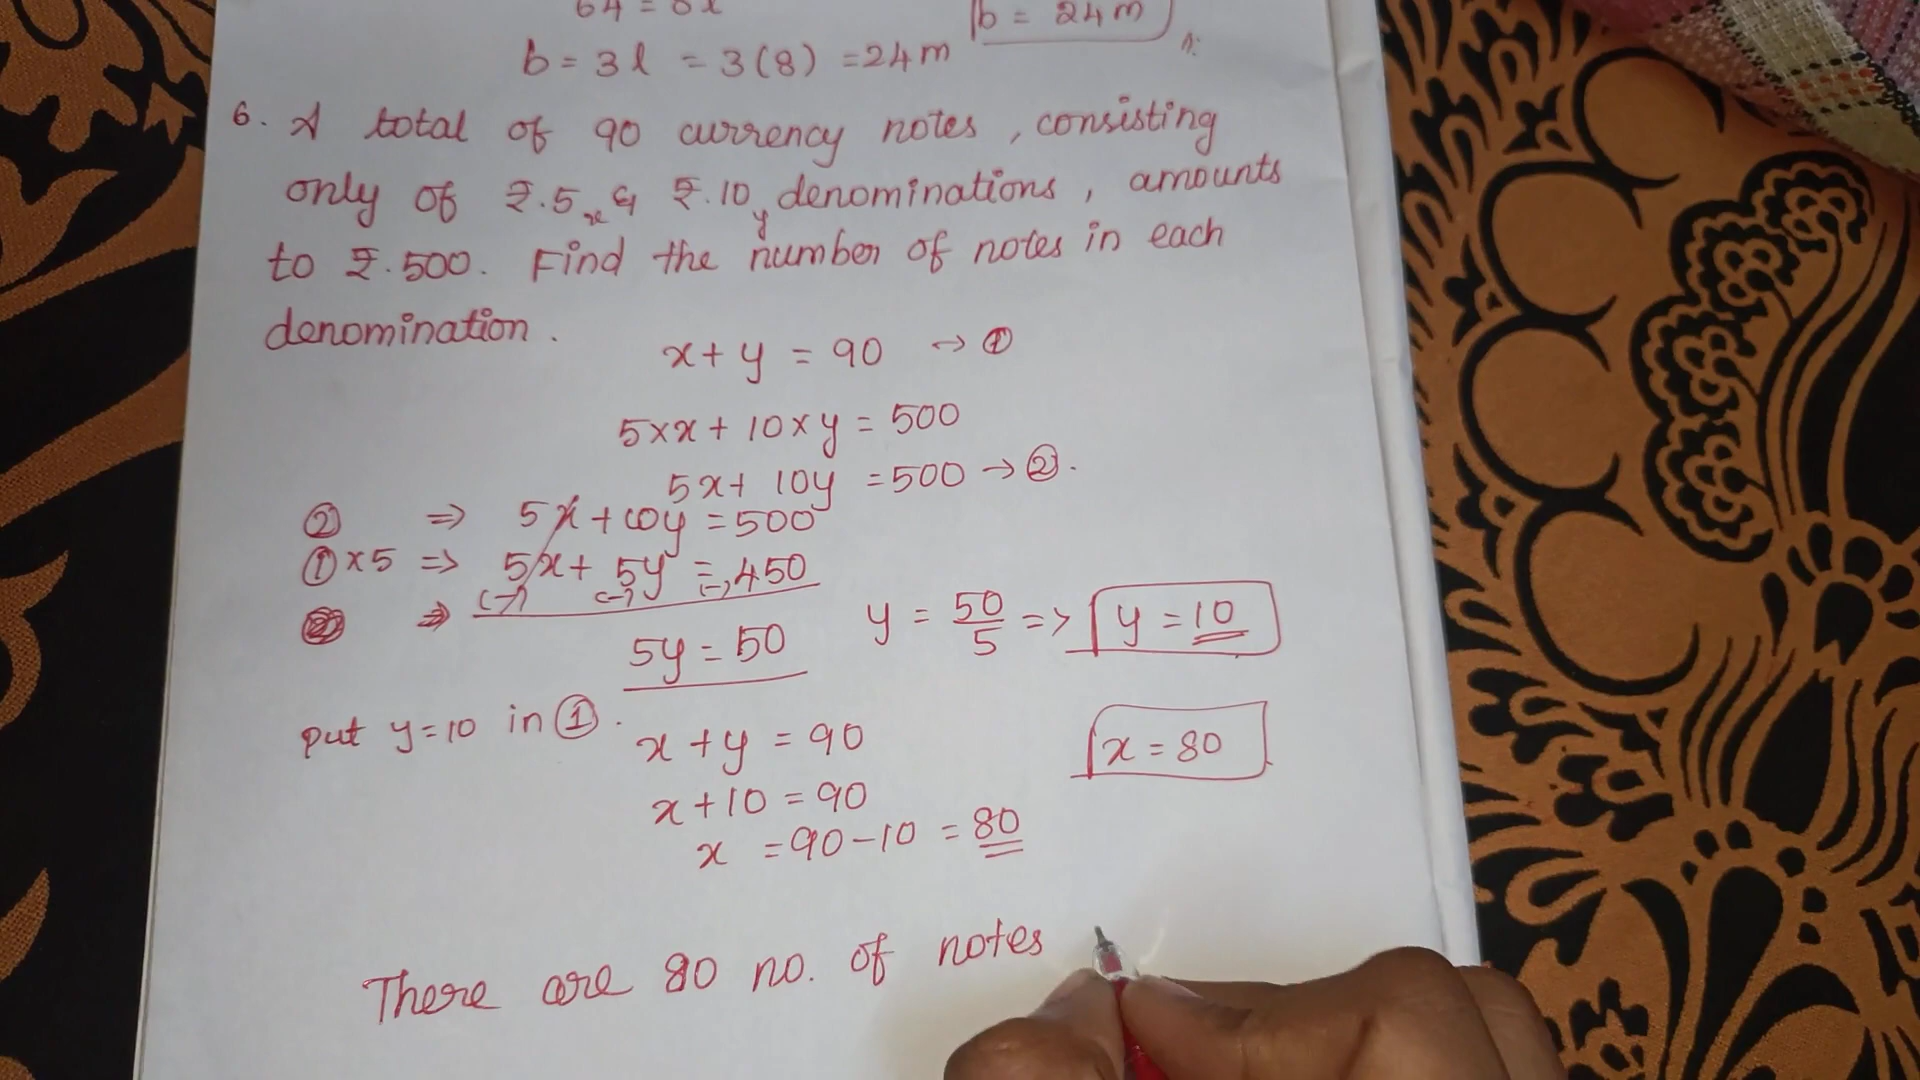 64 = 8l
b = 24m
b = 3l = 3(8) = 24m
6. A total of 90 currency notes, consisting
only of ₹.5 x & ₹.10 y denominations, amounts
to ₹.500. Find the number of notes in each
denomination.
x + y = 90 → ①
5×x + 10×y = 500
5x + 10y = 500 → ②.
② ⇒ 5x + 10y = 500
①×5 ⇒ 5x + 5y = 450
(-) (-) (-)
5y = 50
y = 50/5 => y = 10
put y=10 in ①.
x + y = 90
x = 80
x + 10 = 90
x = 90 - 10 = 80
There are 80 no. of notes